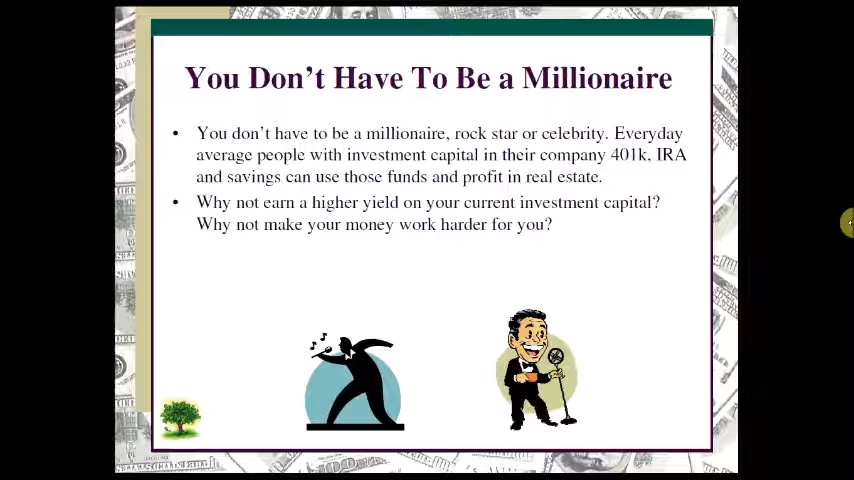 You Don't Have To Be a Millionaire
• You don't have to be a millionaire, rock star or celebrity. Everyday
average people with investment capital in their company 401k, IRA
and savings can use those funds and profit in real estate.
• Why not earn a higher yield on your current investment capital?
Why not make your money work harder for you?